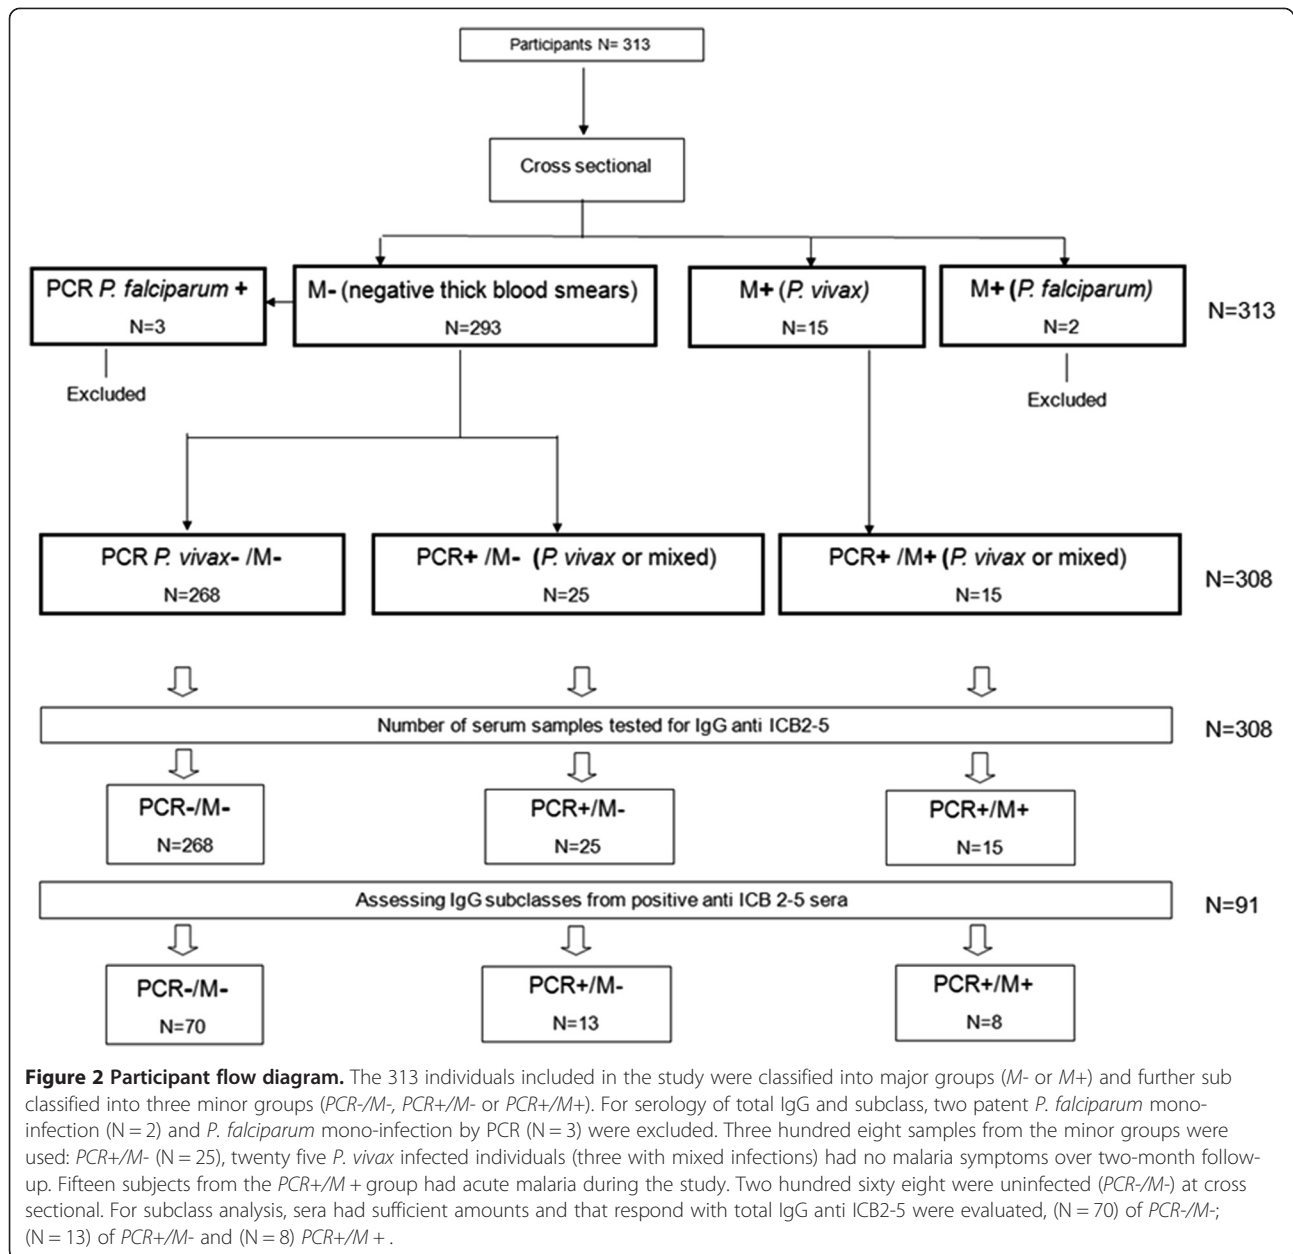 Participants N= 313
Cross sectional
PCR P. falciparum +
N=3
M- (negative thick blood smears)
N=293
M+ (P. vivax)
N=15
M+ (P. falciparum)
N=2
N=313
Excluded
Excluded
PCR P. vivax- /M-
N=268
PCR+ /M- (P. vivax or mixed)
N=25
PCR+ /M+ (P. vivax or mixed)
N=15
N=308
Number of serum samples tested for IgG anti ICB2-5
N=308
PCR-/M-
N=268
PCR+/M-
N=25
PCR+/M+
N=15
Assessing IgG subclasses from positive anti ICB 2-5 sera
N=91
PCR-/M-
N=70
PCR+/M-
N=13
PCR+/M+
N=8
Figure 2 Participant flow diagram. The 313 individuals included in the study were classified into major groups (M- or M+) and further sub
classified into three minor groups (PCR-/M-, PCR+/M- or PCR+/M+). For serology of total IgG and subclass, two patent P. falciparum mono-
infection (N = 2) and P. falciparum mono-infection by PCR (N = 3) were excluded. Three hundred eight samples from the minor groups were
used: PCR+/M- (N = 25), twenty five P. vivax infected individuals (three with mixed infections) had no malaria symptoms over two-month follow-
up. Fifteen subjects from the PCR+/M + group had acute malaria during the study. Two hundred sixty eight were uninfected (PCR-/M-) at cross
sectional. For subclass analysis, sera had sufficient amounts and that respond with total IgG anti ICB2-5 were evaluated, (N = 70) of PCR-/M-;
(N = 13) of PCR+/M- and (N = 8) PCR+/M + .